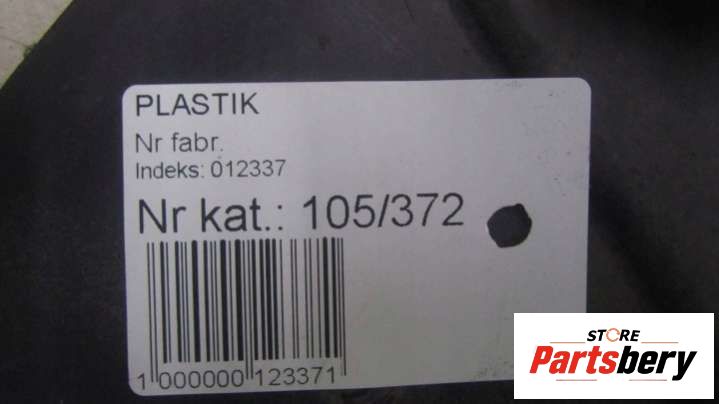 PLASTIK
Nr fabr.
Indeks: 012337
Nr kat.: 105/372
1 000000 123371
STORE
Partsbery